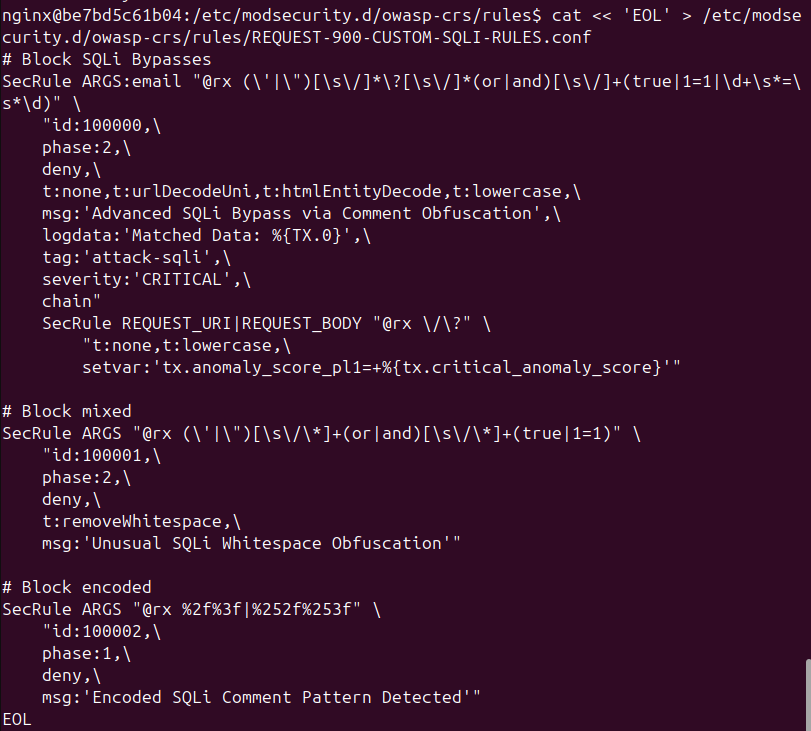 nginx@be7bd5c61b04:/etc/modsecurity.d/owasp-crs/rules$ cat << 'EOL' > /etc/modse
curity.d/owasp-crs/rules/REQUEST-900-CUSTOM-SQLI-RULES.conf
# Block SQLi Bypasses
SecRule ARGS:email "@rx (\'|\")[\s\/]*\?[\s\/]*(or|and)[\s\/]+(true|1=1|\d+\s*=\
s*\d)" \
    "id:100000,\
    phase:2,\
    deny,\
    t:none,t:urlDecodeUni,t:htmlEntityDecode,t:lowercase,\
    msg:'Advanced SQLi Bypass via Comment Obfuscation',\
    logdata:'Matched Data: %{TX.0}',\
    tag:'attack-sqli',\
    severity:'CRITICAL',\
    chain"
    SecRule REQUEST_URI|REQUEST_BODY "@rx \/\?" \
        "t:none,t:lowercase,\
        setvar:'tx.anomaly_score_pl1=+%{tx.critical_anomaly_score}'"

# Block mixed
SecRule ARGS "@rx (\'|\")[\s\/\*]+(or|and)[\s\/\*]+(true|1=1)" \
    "id:100001,\
    phase:2,\
    deny,\
    t:removeWhitespace,\
    msg:'Unusual SQLi Whitespace Obfuscation'"

# Block encoded
SecRule ARGS "@rx %2f%3f|%252f%253f" \
    "id:100002,\
    phase:1,\
    deny,\
    msg:'Encoded SQLi Comment Pattern Detected'"
EOL